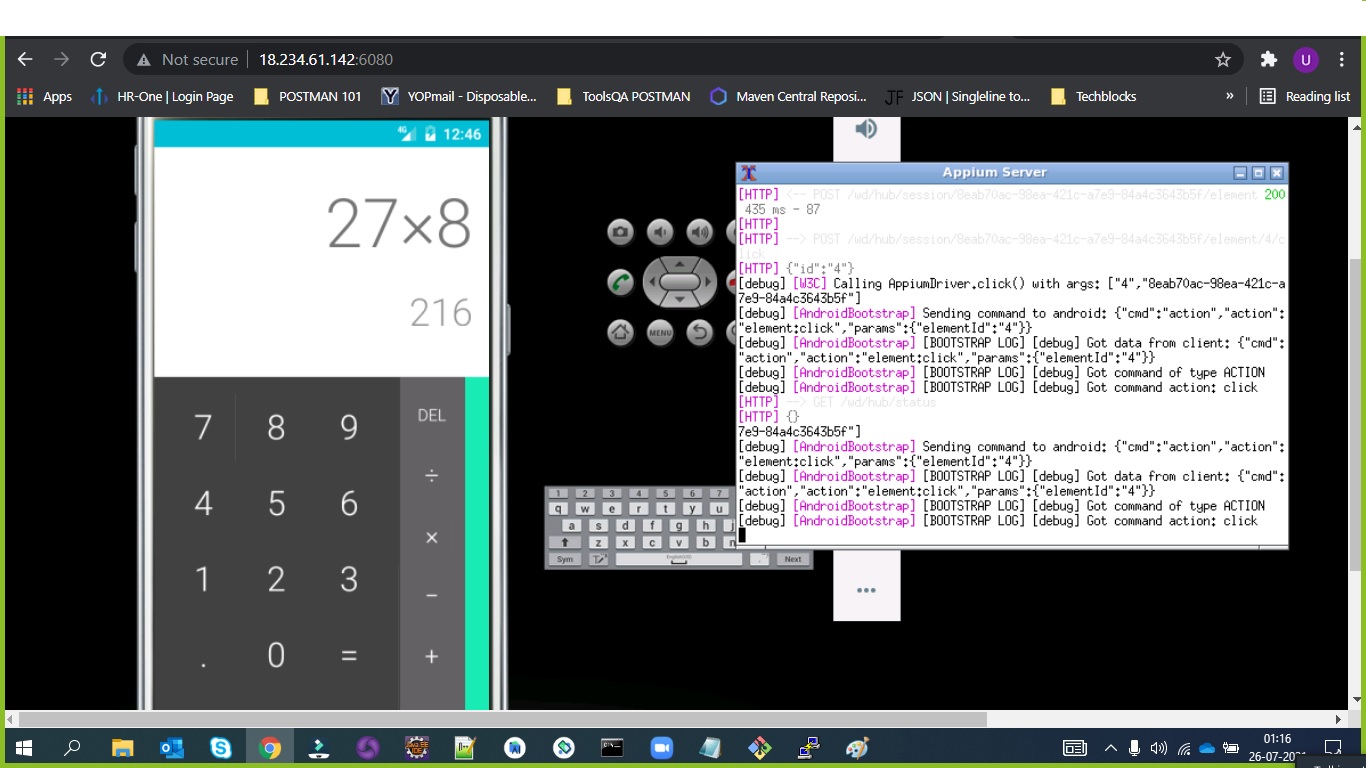 Not secure 18.234.61.142:6080
U
Apps HR-One | Login Page POSTMAN 101 YOPmail - Disposable... ToolsQA POSTMAN Maven Central Reposi... JF JSON | Singleline to... Techblocks » Reading list
4G 12:46
27×8
216
7 8 9 DEL
÷
4 5 6
×
1 2 3
−
. 0 =
+
MENU
1 2 3 4 5 6 7
q w e r t y u
a s d f g h j
z x c v b n
Sym English(US) . Next
Appium Server
[HTTP] <-- POST /wd/hub/session/8eab70ac-98ea-421c-a7e9-84a4c3643b5f/element 200
435 ms - 87
[HTTP]
[HTTP] --> POST /wd/hub/session/8eab70ac-98ea-421c-a7e9-84a4c3643b5f/element/4/c
lick
[HTTP] {"id":"4"}
[debug] [W3C] Calling AppiumDriver.click() with args: ["4","8eab70ac-98ea-421c-a
7e9-84a4c3643b5f"]
[debug] [AndroidBootstrap] Sending command to android: {"cmd":"action","action":
"element:click","params":{"elementId":"4"}}
[debug] [AndroidBootstrap] [BOOTSTRAP LOG] [debug] Got data from client: {"cmd":
"action","action":"element:click","params":{"elementId":"4"}}
[debug] [AndroidBootstrap] [BOOTSTRAP LOG] [debug] Got command of type ACTION
[debug] [AndroidBootstrap] [BOOTSTRAP LOG] [debug] Got command action: click
[HTTP] --> GET /wd/hub/status
[HTTP] {}
7e9-84a4c3643b5f"]
[debug] [AndroidBootstrap] Sending command to android: {"cmd":"action","action":
"element:click","params":{"elementId":"4"}}
[debug] [AndroidBootstrap] [BOOTSTRAP LOG] [debug] Got data from client: {"cmd":
"action","action":"element:click","params":{"elementId":"4"}}
[debug] [AndroidBootstrap] [BOOTSTRAP LOG] [debug] Got command of type ACTION
[debug] [AndroidBootstrap] [BOOTSTRAP LOG] [debug] Got command action: click
01:16